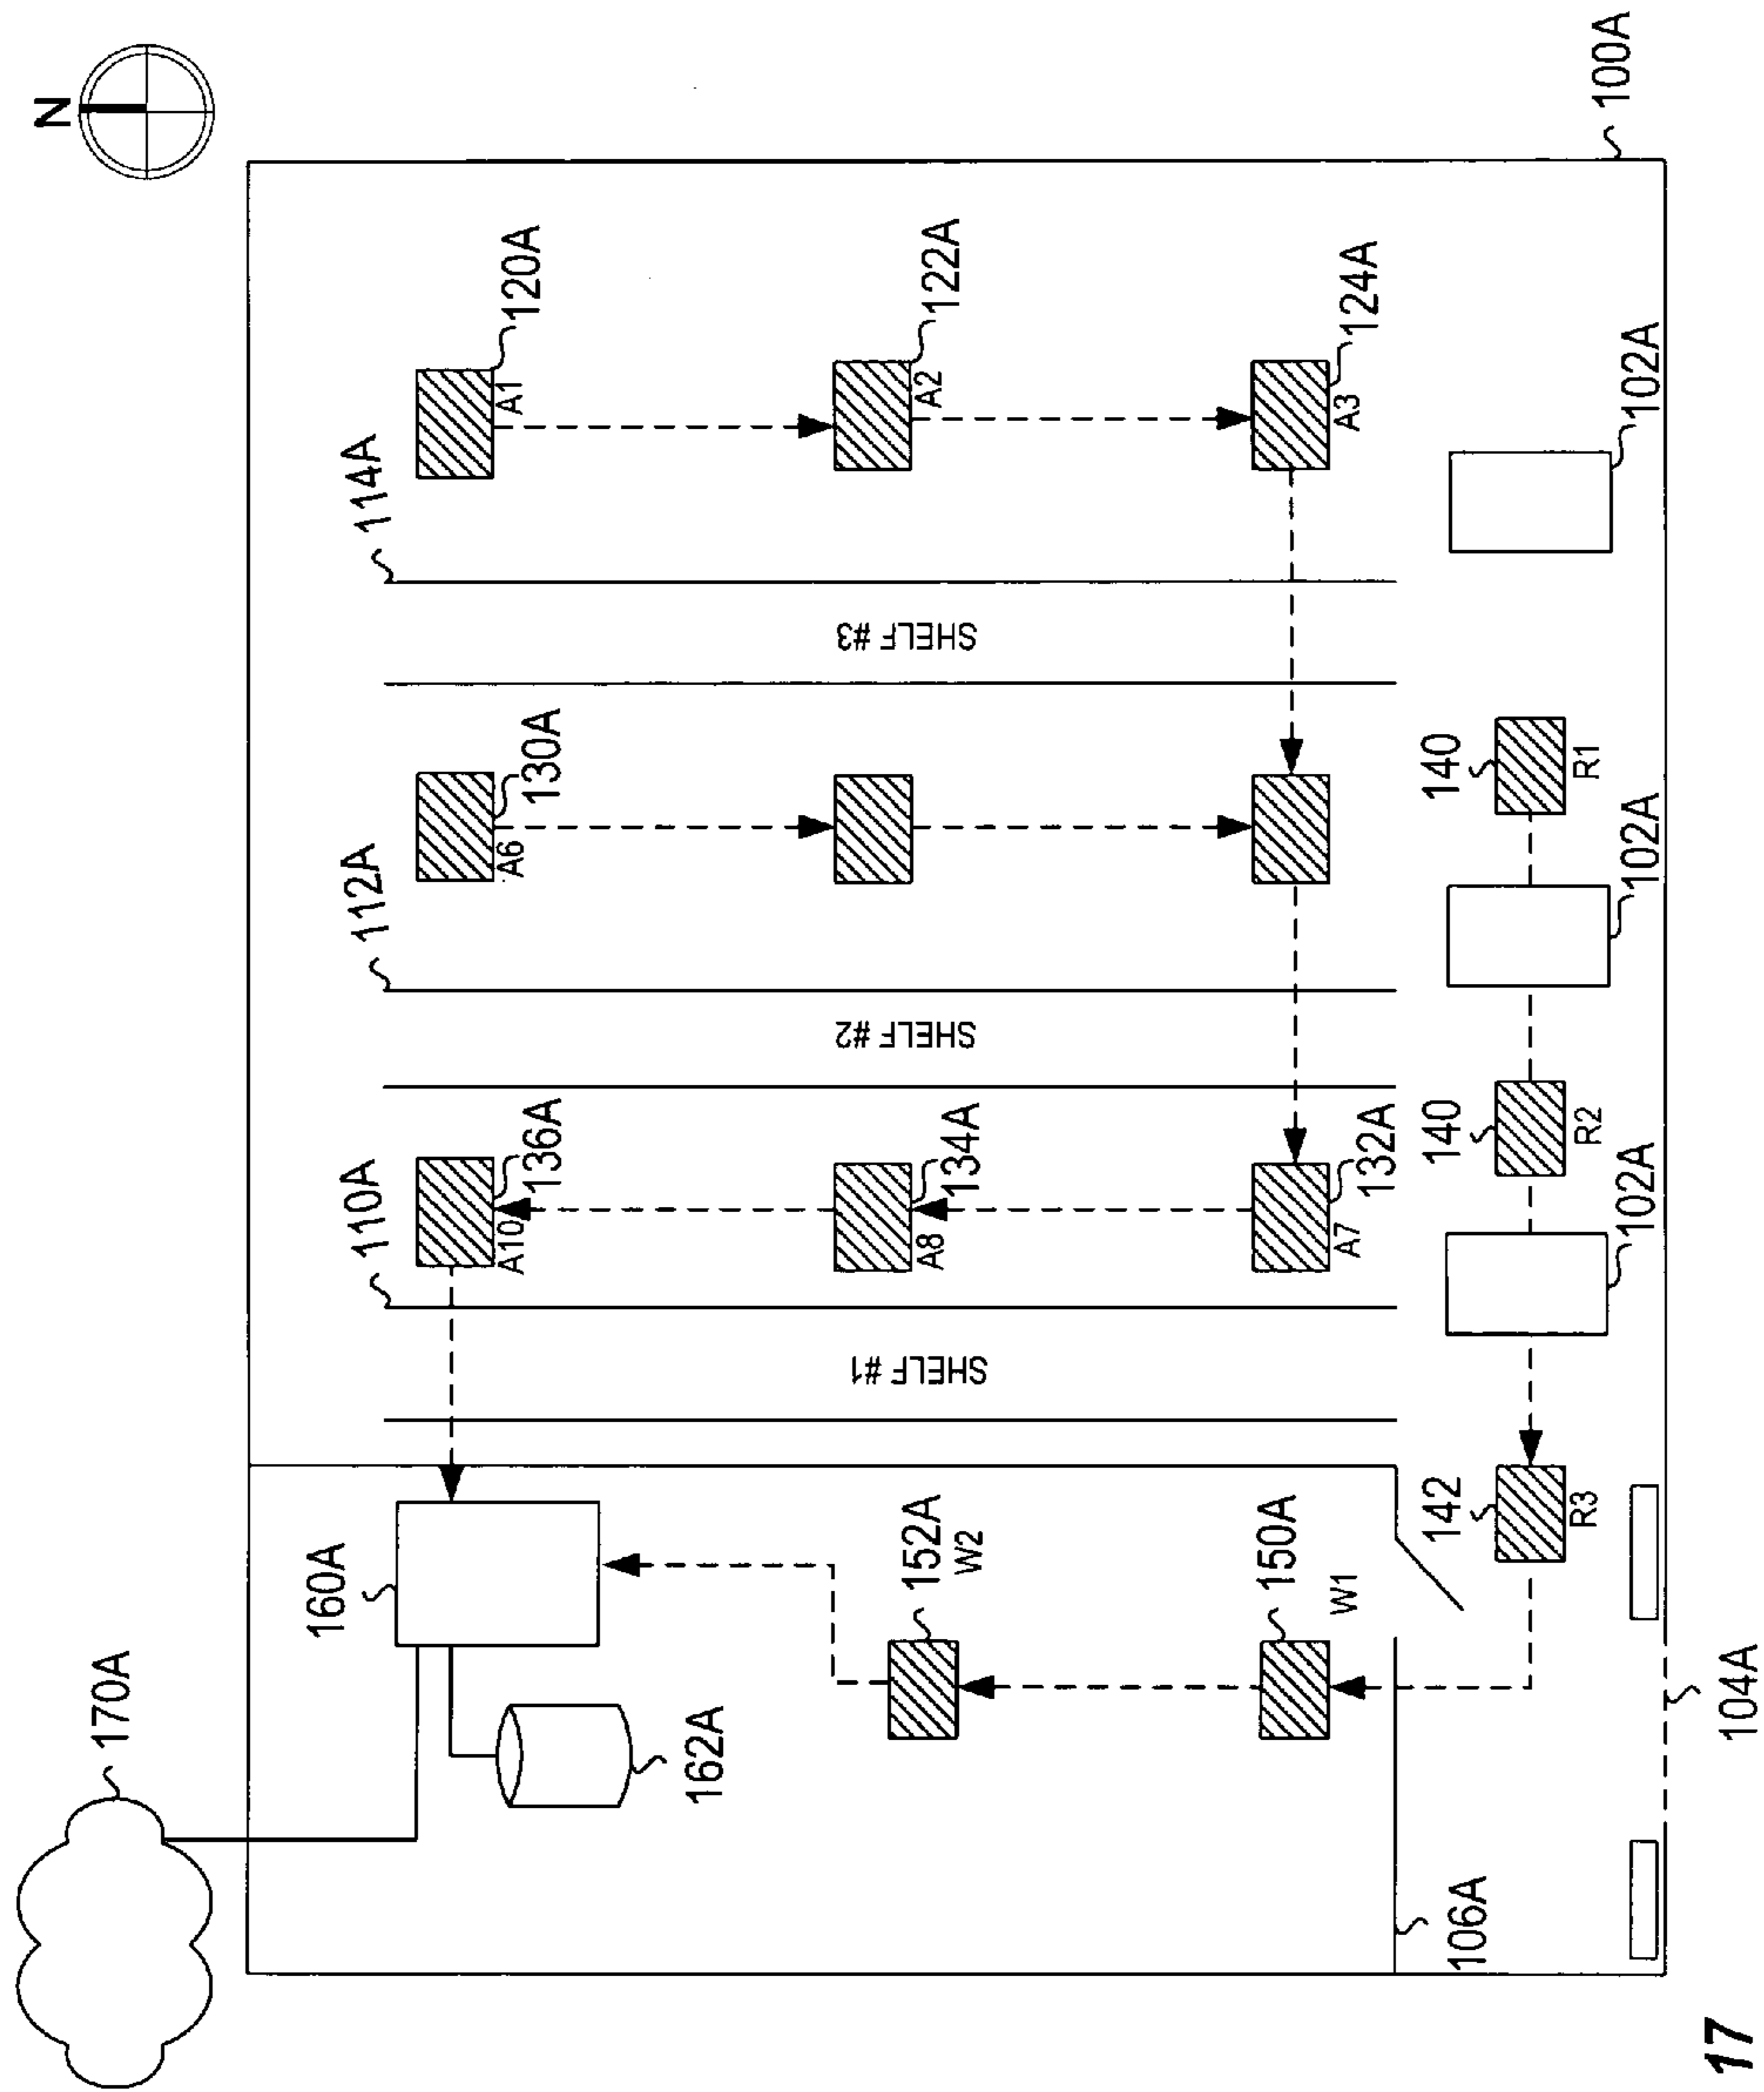 N
170A
160A
162A
152A
W2
150A
W1
106A
104A
142
R3
110A
SHELF #1
136A
A10
134A
A8
132A
A7
140
R2
102A
112A
SHELF #2
130A
A6
140
R1
102A
114A
SHELF #3
120A
A1
122A
A2
124A
A3
102A
100A
17